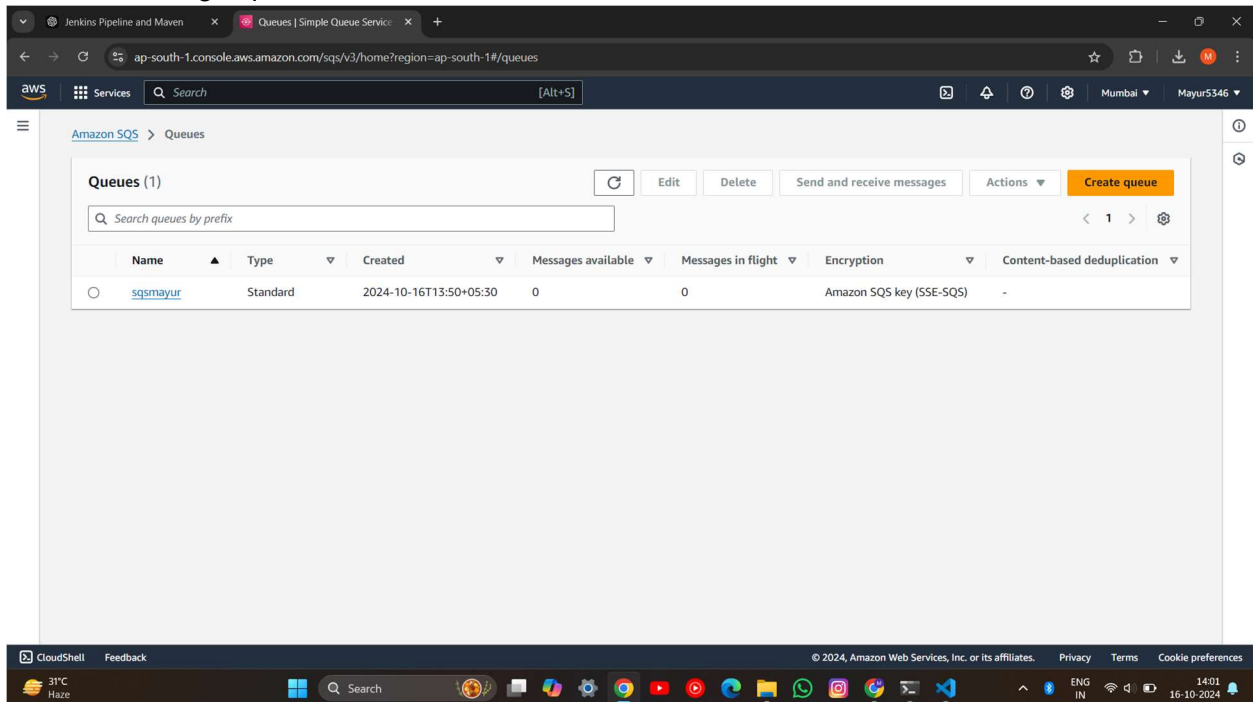 Jenkins Pipeline and Maven
Queues | Simple Queue Service
ap-south-1.console.aws.amazon.com/sqs/v3/home?region=ap-south-1#/queues
M
aws
Services
Search
[Alt+S]
Mumbai
Mayur5346
Amazon SQS
Queues
Queues (1)
Edit
Delete
Send and receive messages
Actions
Create queue
Search queues by prefix
1
Name Type Created Messages available Messages in flight Encryption Content-based deduplication
sqsmayur Standard 2024-10-16T13:50+05:30 0 0 Amazon SQS key (SSE-SQS) -
CloudShell Feedback
© 2024, Amazon Web Services, Inc. or its affiliates. Privacy Terms Cookie preferences
31°C
Haze
Search
ENG
IN
14:01
16-10-2024